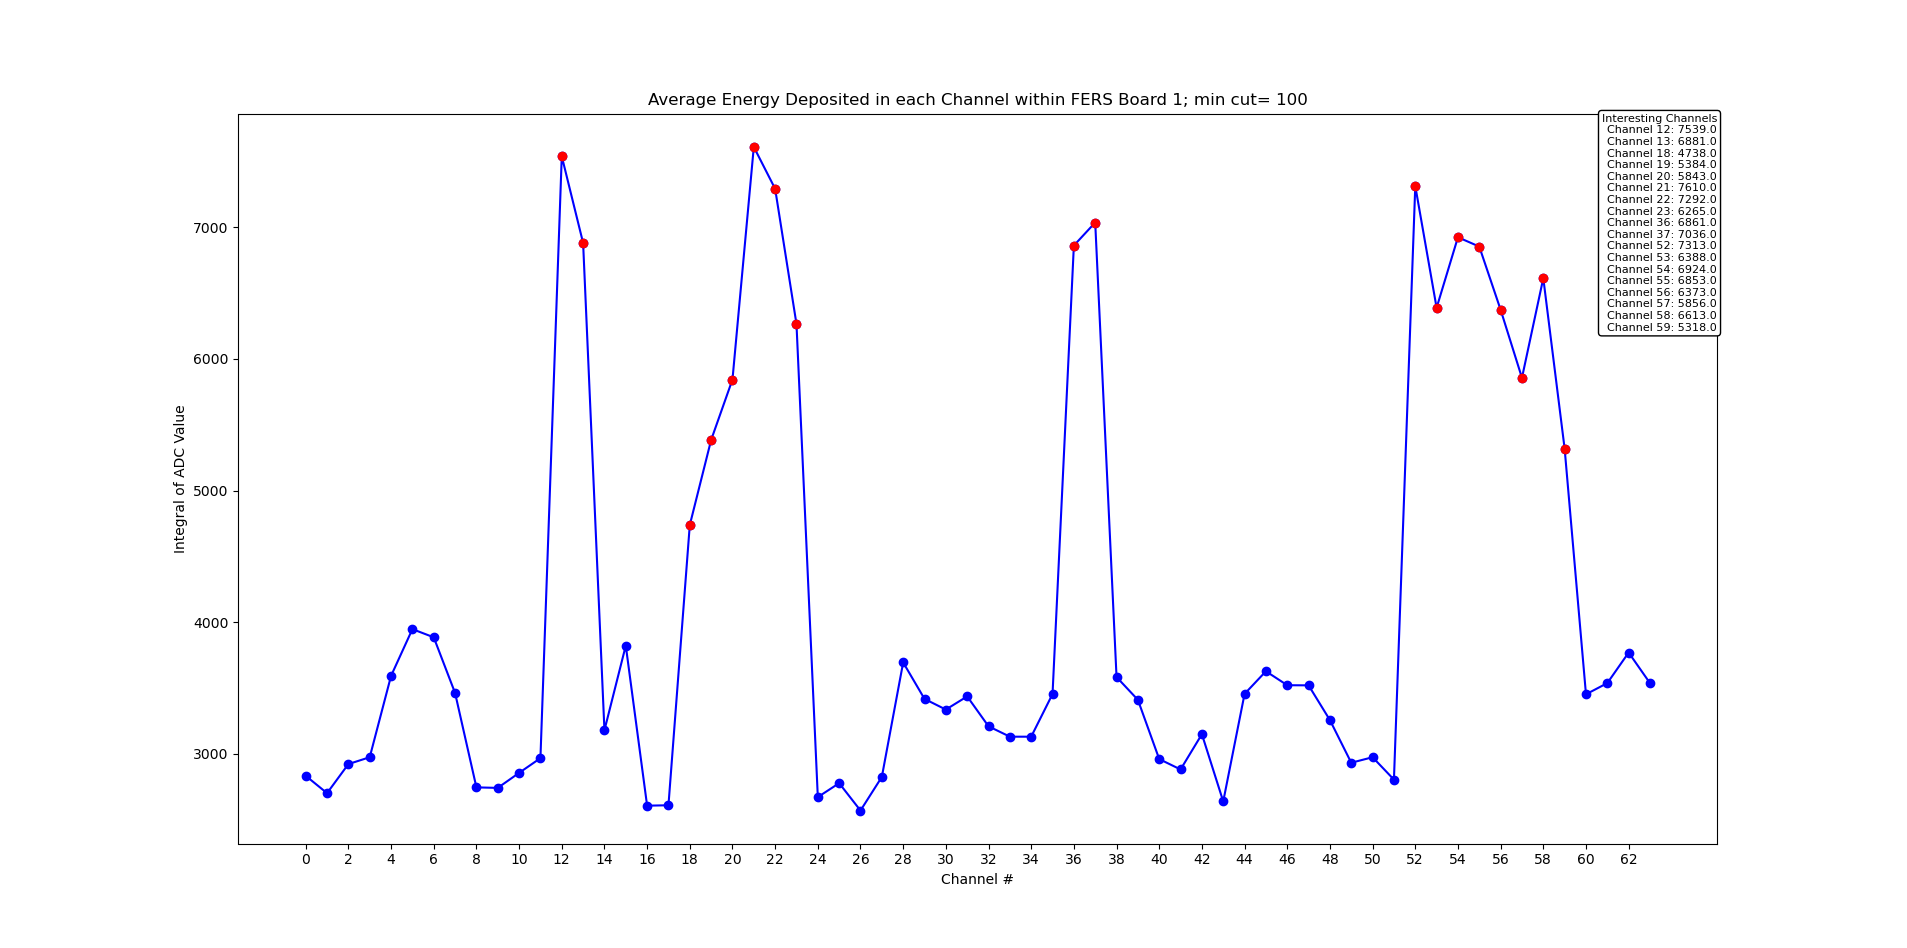 Average Energy Deposited in each Channel within FERS Board 1; min cut= 100
Interesting Channels
Channel 12: 7539.0
Channel 13: 6881.0
Channel 18: 4738.0
Channel 19: 5384.0
Channel 20: 5843.0
Channel 21: 7610.0
Channel 22: 7292.0
Channel 23: 6265.0
Channel 36: 6861.0
Channel 37: 7036.0
Channel 52: 7313.0
Channel 53: 6388.0
Channel 54: 6924.0
Channel 55: 6853.0
Channel 56: 6373.0
Channel 57: 5856.0
Channel 58: 6613.0
Channel 59: 5318.0
Integral of ADC Value
7000
6000
5000
4000
3000
0 2 4 6 8 10 12 14 16 18 20 22 24 26 28 30 32 34 36 38 40 42 44 46 48 50 52 54 56 58 60 62
Channel #